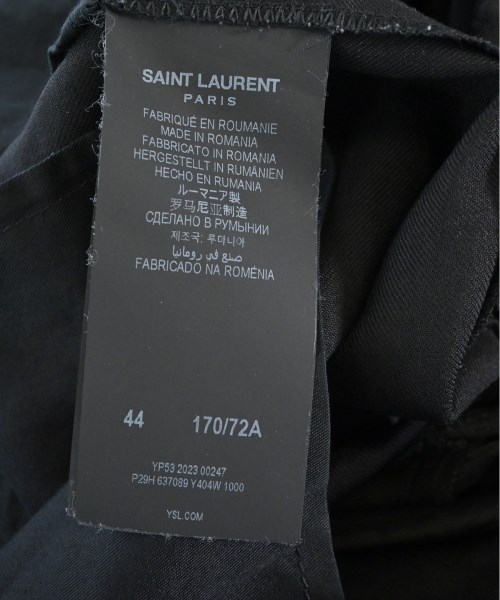 SAINT LAURENT
PARIS
FABRIQUÉ EN ROUMANIE
MADE IN ROMANIA
FABBRICATO IN ROMANIA
HERGESTELLT IN RUMÄNIEN
HECHO EN RUMANIA
ルーマニア製
罗马尼亚制造
СДЕЛАНО В РУМЫНИИ
제조국: 루마니아
صنع في رومانيا
FABRICADO NA ROMÉNIA
44 170/72A
YP53 2023 00247
P29H 637089 Y404W 1000
YSL.COM